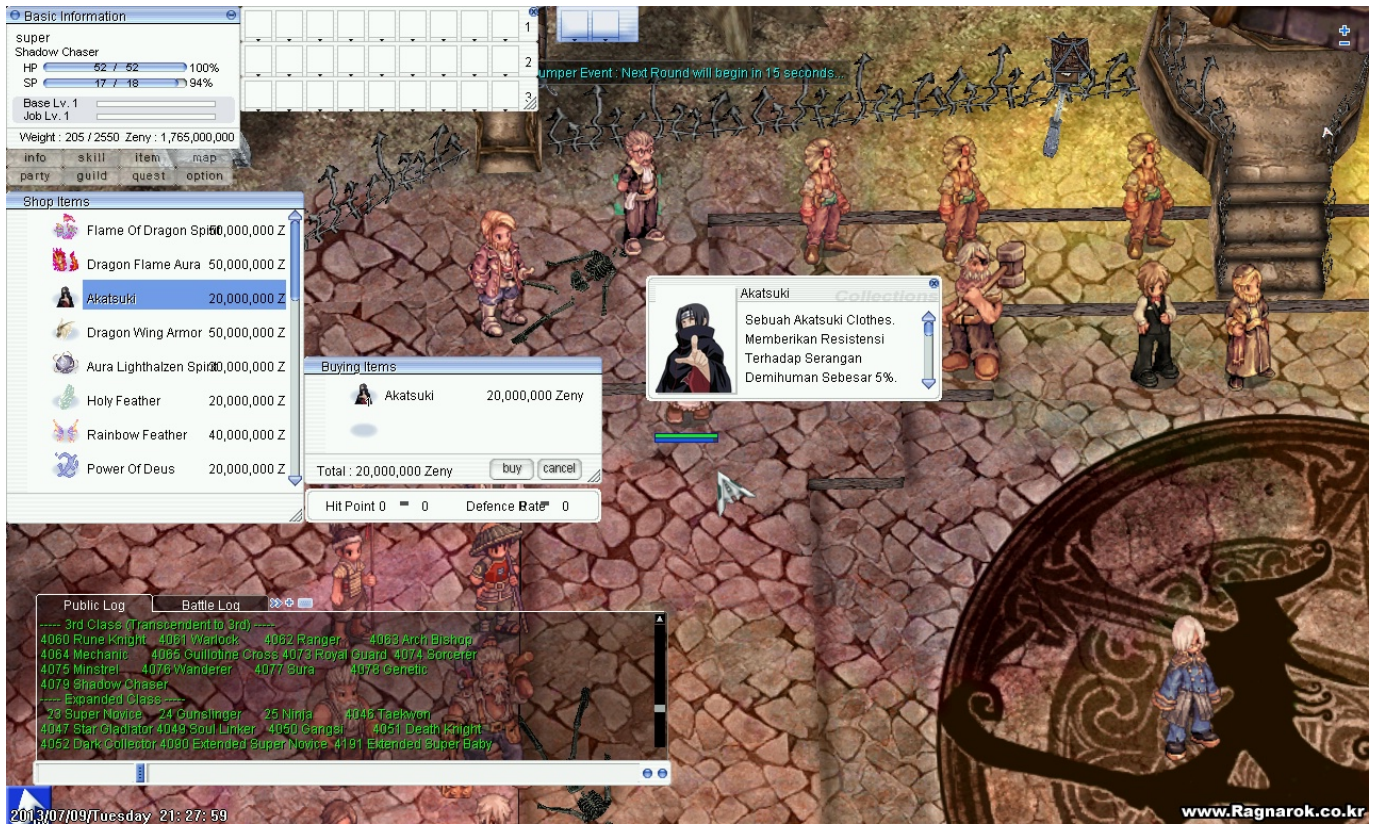 Basic Information
super
Shadow Chaser
HP 52 / 52 100%
SP 17 / 18 94%
Base Lv. 1
Job Lv. 1
Weight : 205 / 2550 Zeny : 1,765,000,000
info skill item map
party guild quest option
1
2
3
umper Event : Next Round will begin in 15 seconds...
Shop Items
Flame Of Dragon Spirit 50,000,000 Z
Dragon Flame Aura 50,000,000 Z
Akatsuki 20,000,000 Z
Dragon Wing Armor 50,000,000 Z
Aura Lighthalzen Spirit 30,000,000 Z
Holy Feather 20,000,000 Z
Rainbow Feather 40,000,000 Z
Power Of Deus 20,000,000 Z
Buying Items
1
Akatsuki 20,000,000 Zeny
Total : 20,000,000 Zeny buy cancel
Hit Point 0 0 Defence Rate 0
Akatsuki
Collections
Sebuah Akatsuki Clothes.
Memberikan Resistensi
Terhadap Serangan
Demihuman Sebesar 5%.
Public Log Battle Log
----- 3rd Class (Transcendent to 3rd) -----
4060 Rune Knight 4061 Warlock 4062 Ranger 4063 Arch Bishop
4064 Mechanic 4065 Guillotine Cross 4073 Royal Guard 4074 Sorcerer
4075 Minstrel 4076 Wanderer 4077 Sura 4078 Genetic
4079 Shadow Chaser
----- Expanded Class -----
23 Super Novice 24 Gunslinger 25 Ninja 4046 Taekwon
4047 Star Gladiator 4049 Soul Linker 4050 Gangsi 4051 Death Knight
4052 Dark Collector 4090 Extended Super Novice 4191 Extended Super Baby
2013/07/09/Tuesday 21:27:59
www.Ragnarok.co.kr